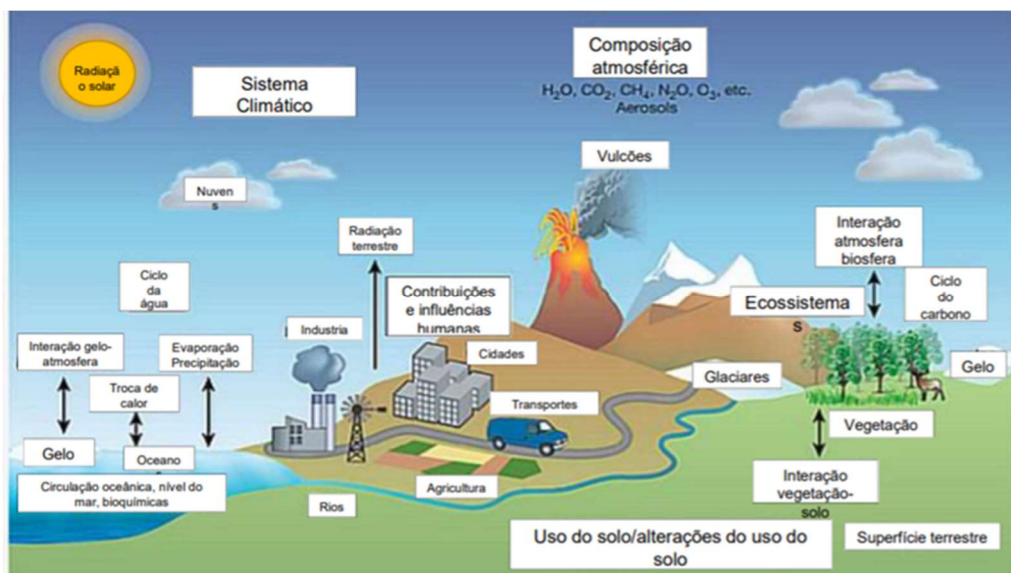 Radiaçã
o solar
Sistema
Climático
Composição
atmosférica
H₂O, CO₂, CH₄, N₂O, O₃, etc.
Aerosols
Vulcões
Nuven
s
Radiação
terrestre
Interação
atmosfera
biosfera
Ciclo
da
água
Contribuições
e influências
humanas
Ecossistema
s
Ciclo
do
carbono
Industria
Interação gelo-
atmosfera
Evaporação
Precipitação
Cidades
Troca de
calor
Glaciares
Gelo
Transportes
Vegetação
Gelo
Oceano
Circulação oceânica, nível do
mar, bioquímicas
Agricultura
Rios
Interação
vegetação-
solo
Uso do solo/alterações do uso do
solo
Superfície terrestre